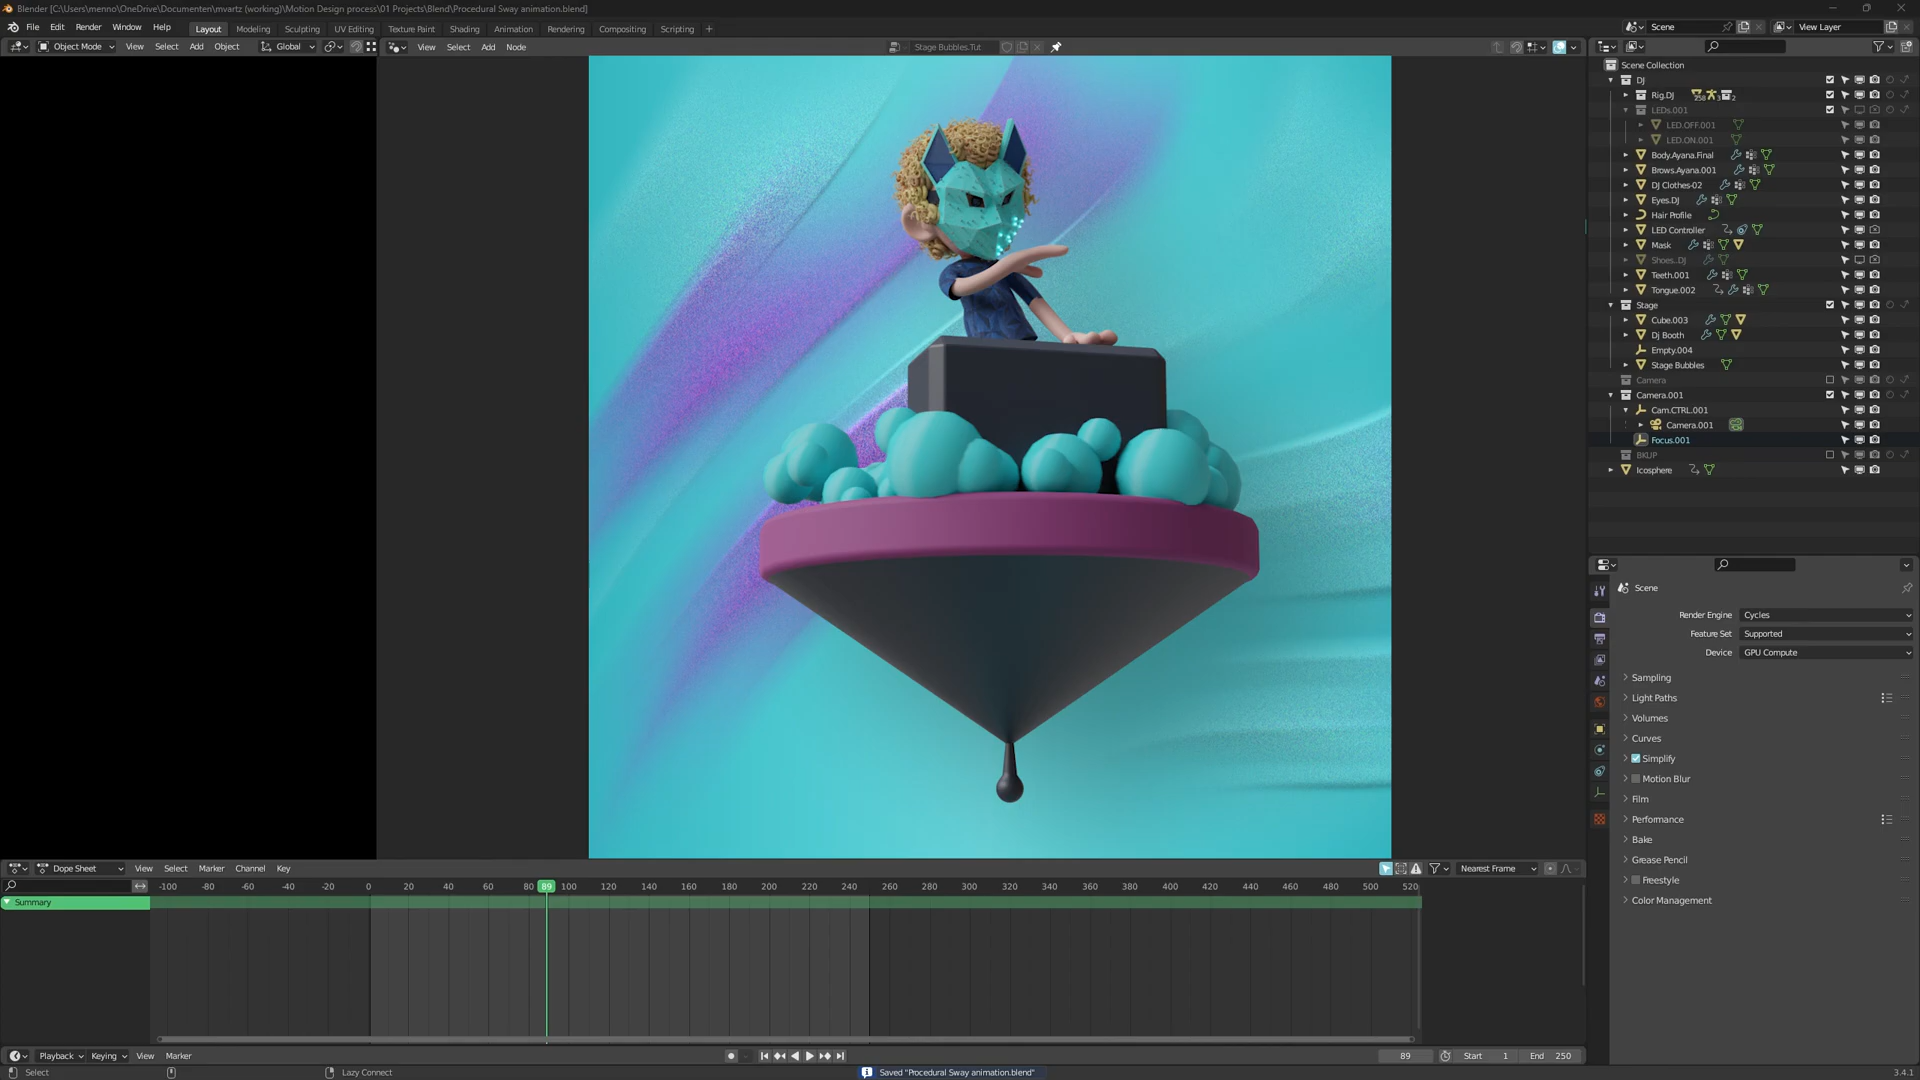 Blender [C:\Users\menno\OneDrive\Documenten\mvartz (working)\Motion Design process\01 Projects\Blend\Procedural Sway animation.blend]
File Edit Render Window Help Layout Modeling Sculpting UV Editing Texture Paint Shading Animation Rendering Compositing Scripting + Scene View Layer
Object Mode View Select Add Object Global View Select Add Node Stage Bubbles.Tut
Scene Collection
DJ
Rig.DJ 258 3 2
LEDs.001
LED.OFF.001
LED.ON.001
Body.Ayana.Final
Brows.Ayana.001
DJ Clothes-02
Eyes.DJ
Hair Profile
LED Controller
Mask
Shoes..DJ
Teeth.001
Tongue.002
Stage
Cube.003
Dj Booth
Empty.004
Stage Bubbles
Camera
Camera.001
Cam.CTRL.001
Camera.001
Focus.001
BKUP
Icosphere
Scene
Render Engine Cycles
Feature Set Supported
Device GPU Compute
Sampling
Light Paths
Volumes
Curves
Simplify
Motion Blur
Film
Performance
Bake
Grease Pencil
Freestyle
Color Management
Dope Sheet View Select Marker Channel Key Nearest Frame
-100 -80 -60 -40 -20 0 20 40 60 80 89 100 120 140 160 180 200 220 240 260 280 300 320 340 360 380 400 420 440 460 480 500 520
Summary
Playback Keying View Marker 89 Start 1 End 250
Select Lazy Connect Saved "Procedural Sway animation.blend" 3.4.1